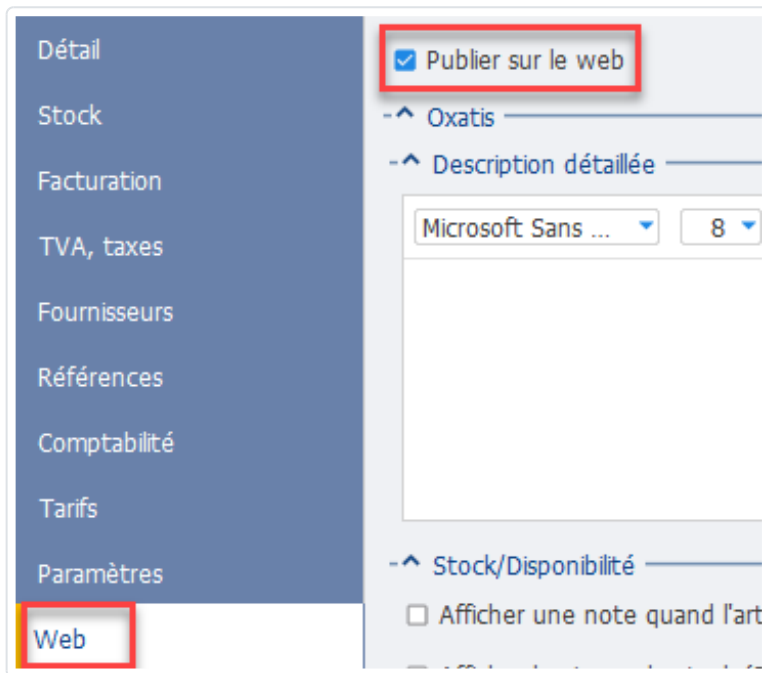 Détail
Stock
Facturation
TVA, taxes
Fournisseurs
Références
Comptabilité
Tarifs
Paramètres
Web
Publier sur le web
Oxatis
Description détaillée
Microsoft Sans ... 8
Stock/Disponibilité
Afficher une note quand l'art